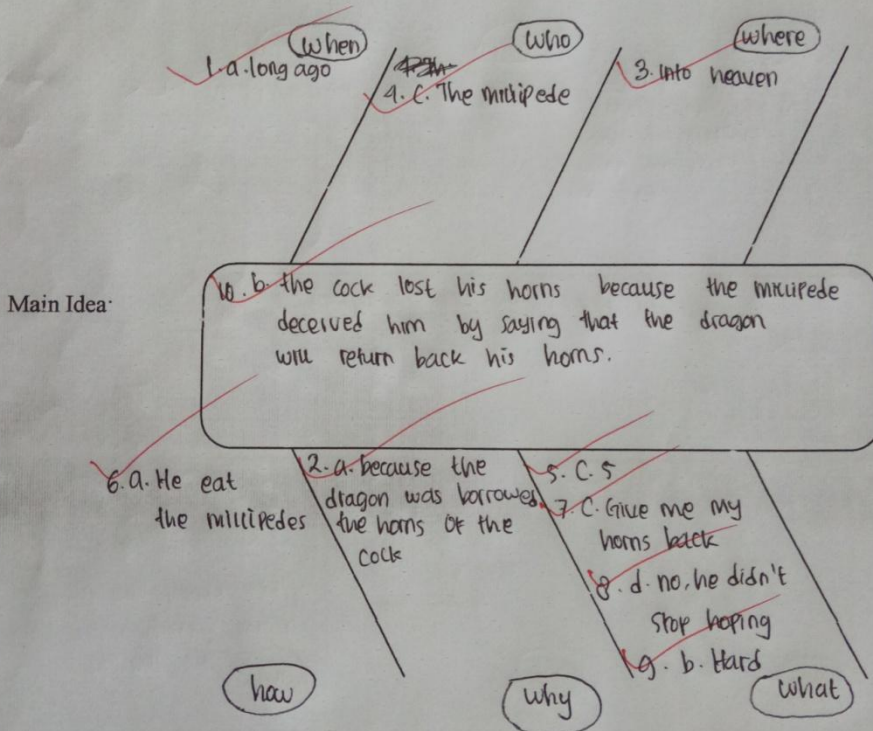 when
who
where
1. a. long ago
4. C. The millipede
3. into heaven
Main Idea
10. b. the cock lost his horns because the millipede
deceived him by saying that the dragon
will return back his horns.
6. a. He eat
the millipedes
2. a. because the
dragon was borrowed
the horns of the
cock
5. C. 5
7. C. Give me my
horns back
8. d. no, he didn't
stop hoping
9. b. Hard
how
why
what